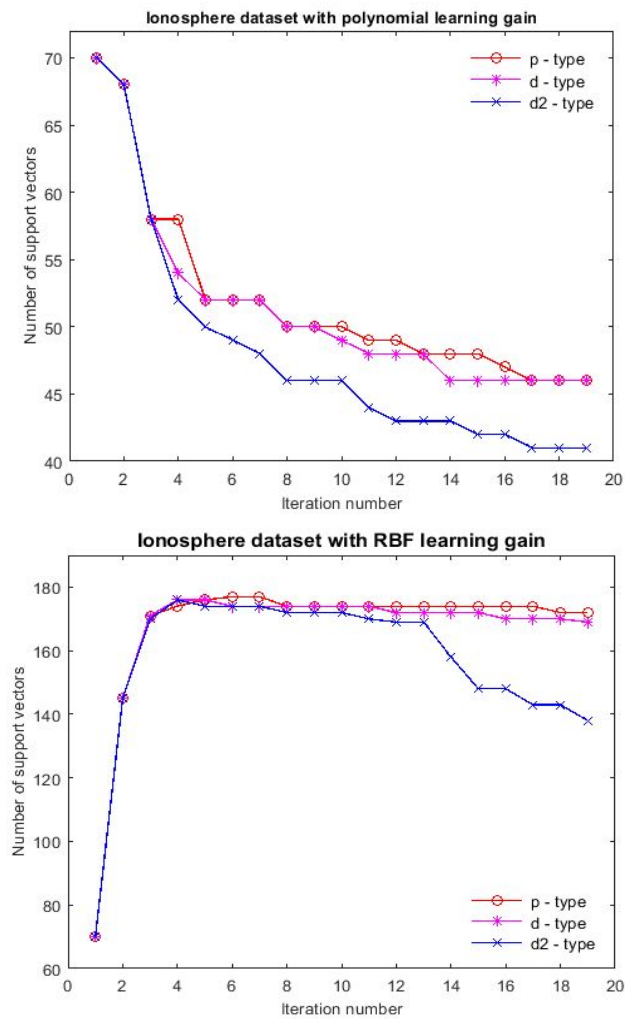 Ionosphere dataset with polynomial learning gain
70
65
60
55
50
45
40
Number of support vectors
p - type
d - type
d2 - type
0 2 4 6 8 10 12 14 16 18 20
Iteration number
Ionosphere dataset with RBF learning gain
180
160
140
120
100
80
60
Number of support vectors
p - type
d - type
d2 - type
0 2 4 6 8 10 12 14 16 18 20
Iteration number